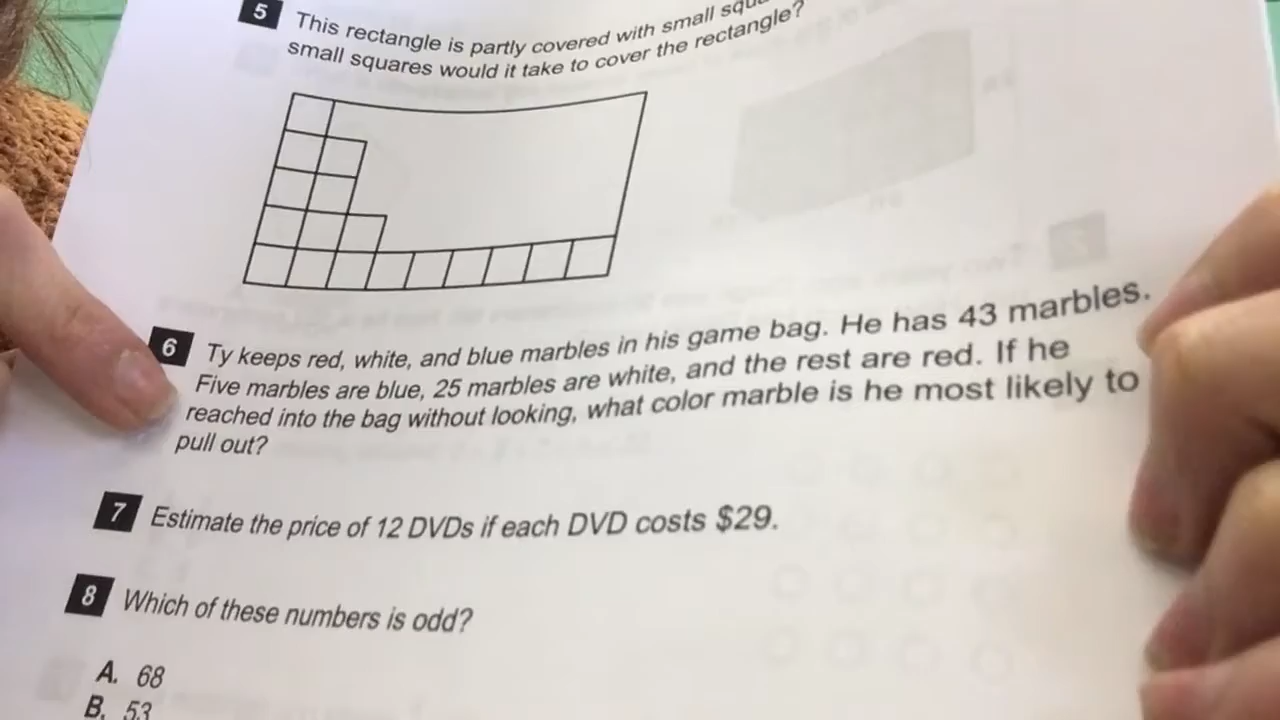 5 This rectangle is partly covered with small
small squares would it take to cover the rectangle?
6 Ty keeps red, white, and blue marbles in his game bag. He has 43 marbles.
Five marbles are blue, 25 marbles are white, and the rest are red. If he
reached into the bag without looking, what color marble is he most likely to
pull out?
7 Estimate the price of 12 DVDs if each DVD costs $29.
8 Which of these numbers is odd?
A. 68
B. 53